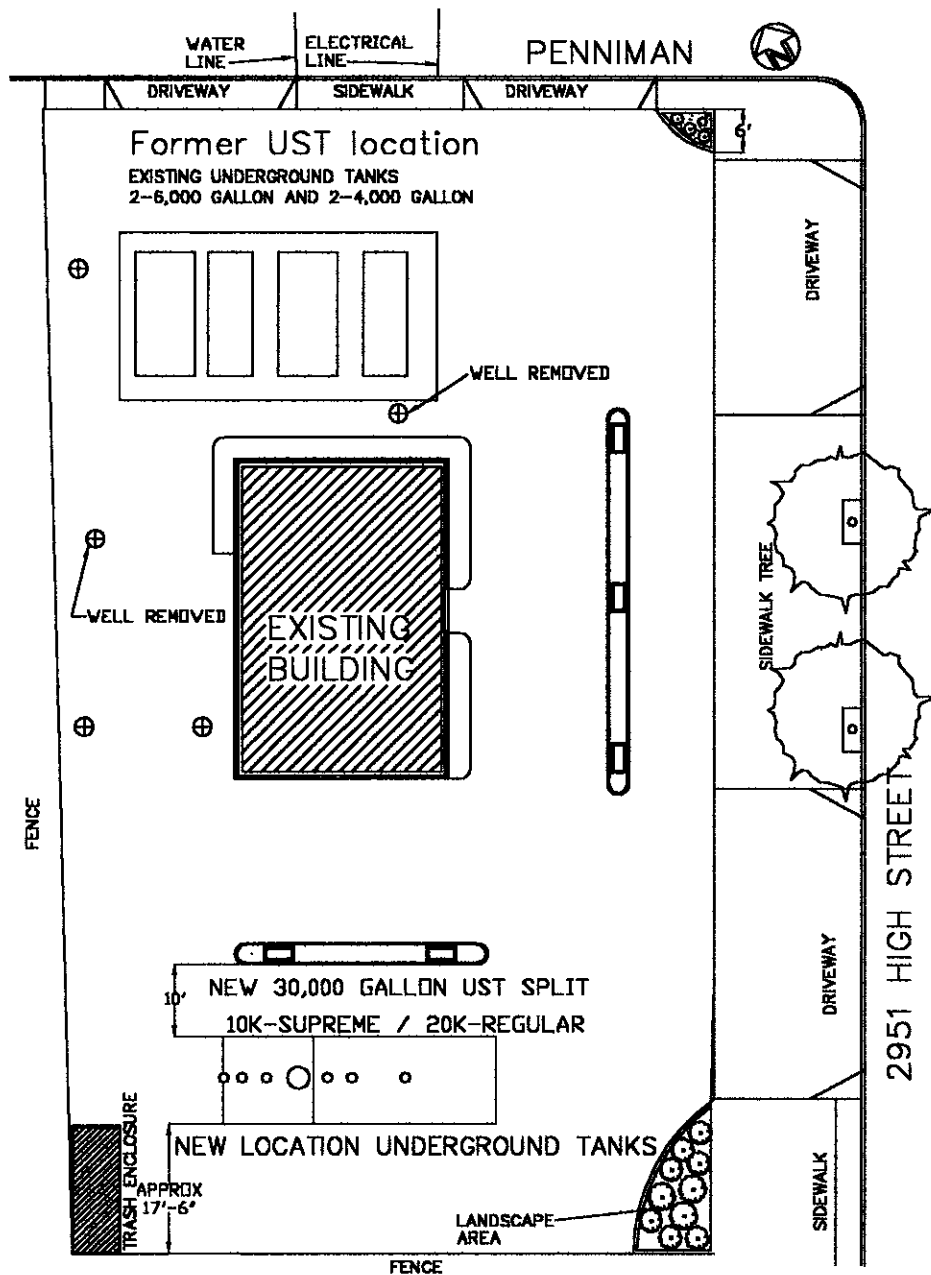 WATER
LINE
ELECTRICAL
LINE
PENNIMAN
DRIVEWAY
SIDEWALK
DRIVEWAY
6'
Former UST location
EXISTING UNDERGROUND TANKS
2-6,000 GALLON AND 2-4,000 GALLON
DRIVEWAY
WELL REMOVED
SIDEWALK TREE
WELL REMOVED
EXISTING
BUILDING
FENCE
2951 HIGH STREET
DRIVEWAY
10'
NEW 30,000 GALLON UST SPLIT
10K-SUPREME / 20K-REGULAR
NEW LOCATION UNDERGROUND TANKS
TRASH ENCLOSURE
APPROX
17'-6"
LANDSCAPE
AREA
SIDEWALK
FENCE